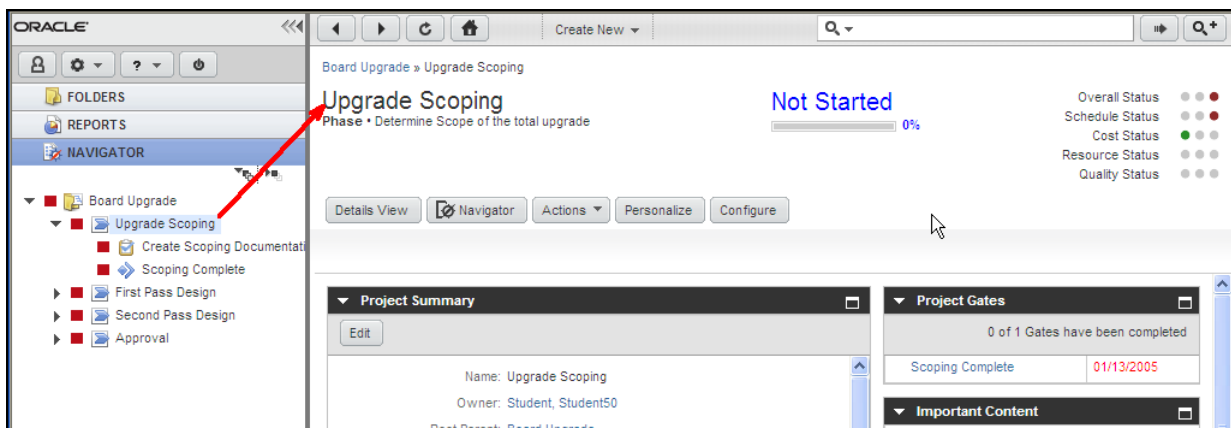 ORACLE
Create New
Board Upgrade » Upgrade Scoping
FOLDERS
REPORTS
NAVIGATOR
Board Upgrade
Upgrade Scoping
Create Scoping Documentati
Scoping Complete
First Pass Design
Second Pass Design
Approval
Upgrade Scoping
Phase • Determine Scope of the total upgrade
Not Started
0%
Overall Status
Schedule Status
Cost Status
Resource Status
Quality Status
Details View
Navigator
Actions
Personalize
Configure
Project Summary
Edit
Name: Upgrade Scoping
Owner: Student, Student50
Root Parent: Board Upgrade
Project Gates
0 of 1 Gates have been completed
Scoping Complete 01/13/2005
Important Content